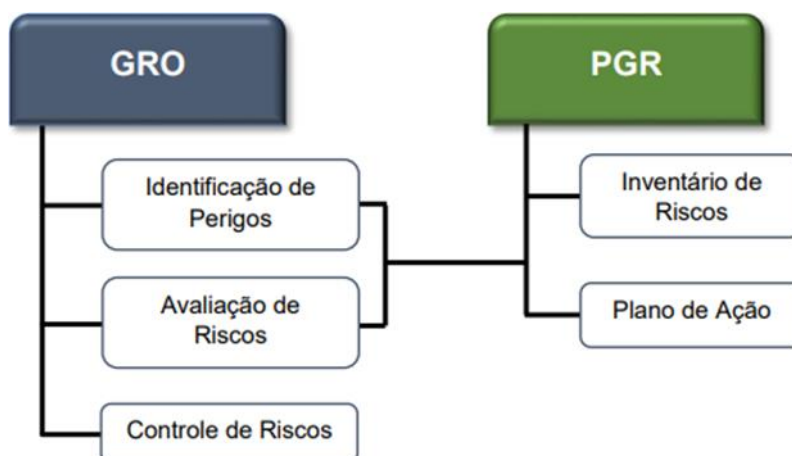 GRO
Identificação de
Perigos
Avaliação de
Riscos
Controle de Riscos
PGR
Inventário de
Riscos
Plano de Ação